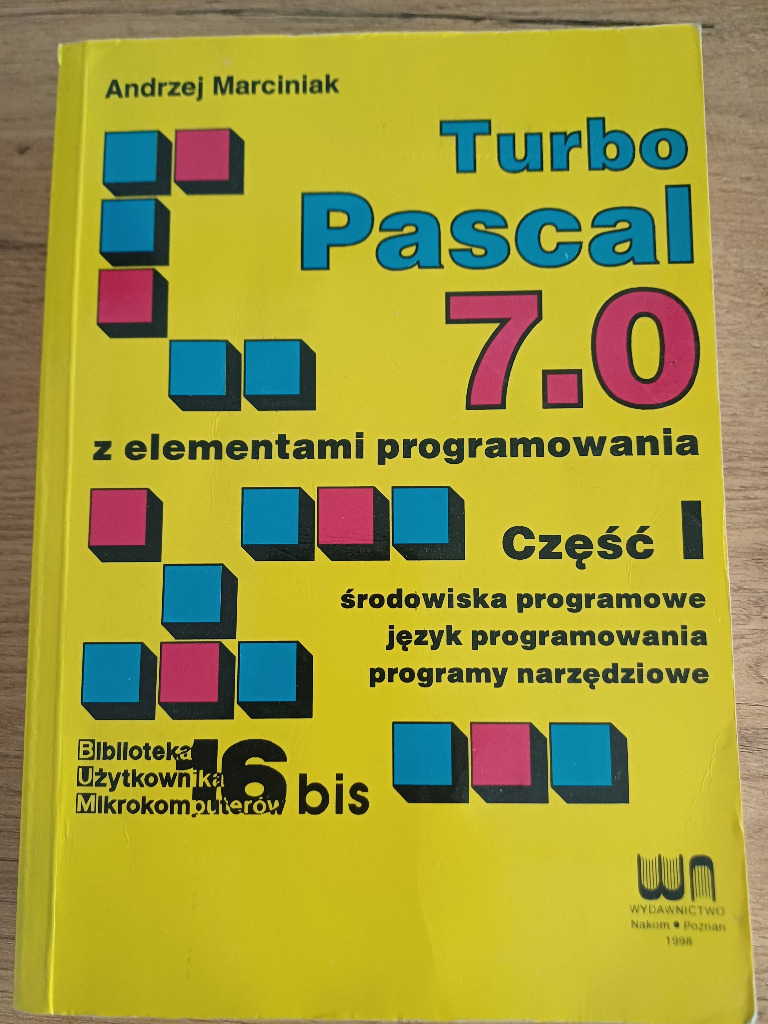 Andrzej Marciniak
Turbo
Pascal
7.0
z elementami programowania
Część I
środowiska programowe
język programowania
programy narzędziowe
Biblioteka
Użytkownika
Mikrokomputerów
16 bis
WN
WYDAWNICTWO
Nakom • Poznań
1998